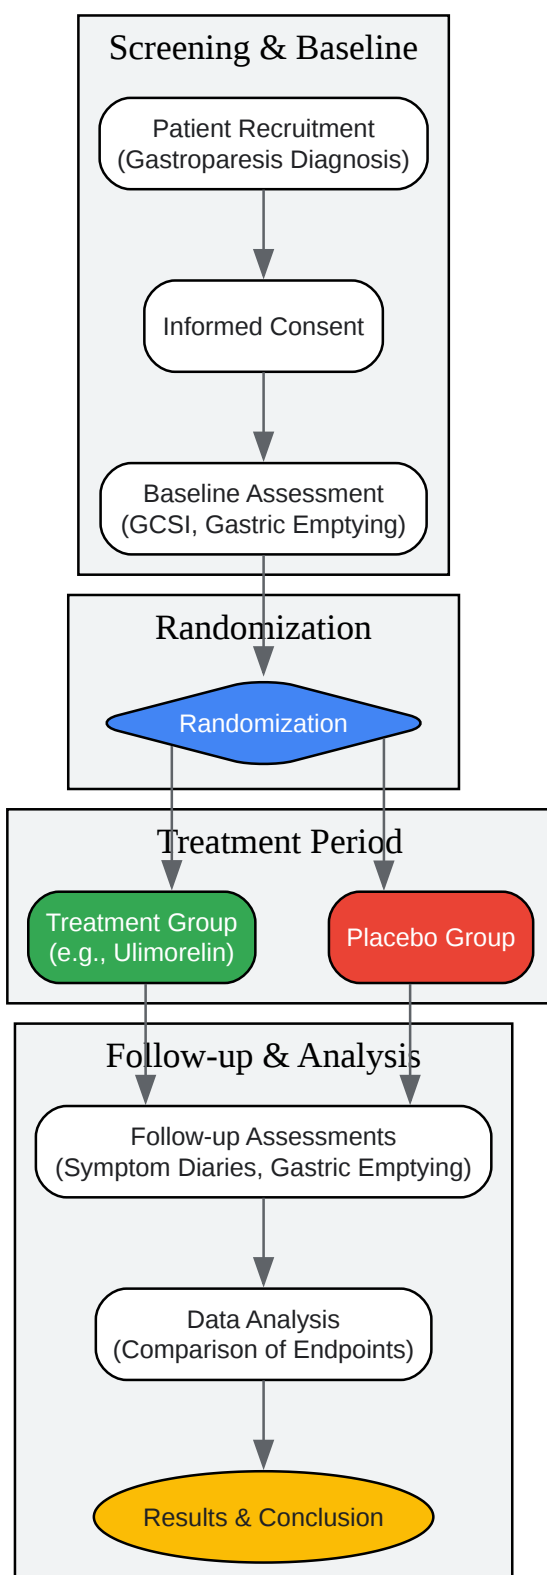 Screening & Baseline
Patient Recruitment
(Gastroparesis Diagnosis)
Informed Consent
Baseline Assessment
(GCSI, Gastric Emptying)
Randomization
Randomization
Treatment Period
Treatment Group
(e.g., Ulimorelin)
Placebo Group
Follow-up & Analysis
Follow-up Assessments
(Symptom Diaries, Gastric Emptying)
Data Analysis
(Comparison of Endpoints)
Results & Conclusion